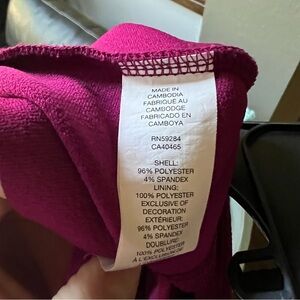 MADE IN
CAMBODIA
FABRIQUÉ AU
CAMBODGE
FABRICADO EN
CAMBOYA
RN59284
CA40465
SHELL:
96% POLYESTER
4% SPANDEX
LINING:
100% POLYESTER
EXCLUSIVE OF
DECORATION
EXTÉRIEUR:
96% POLYESTER
4% SPANDEX
DOUBLURE:
100% POLYESTER
À L'EXCLUSION